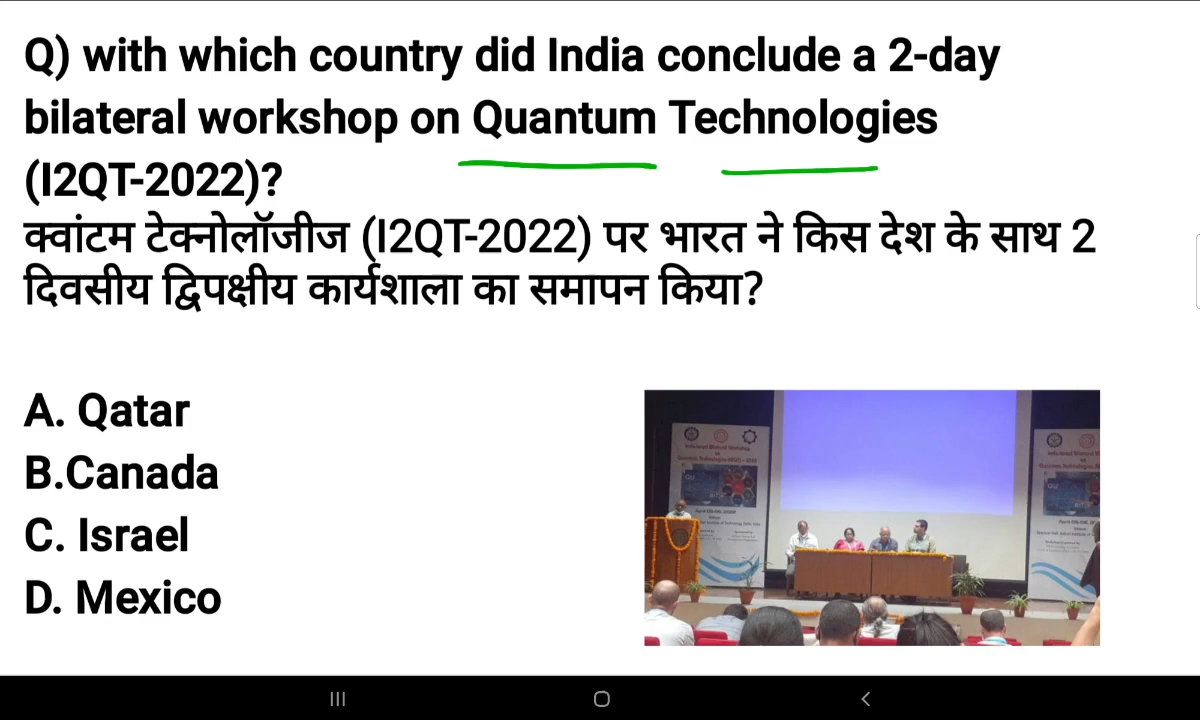 Q) with which country did India conclude a 2-day
bilateral workshop on Quantum Technologies
(I2QT-2022)?
क्वांटम टेक्नोलॉजीज (I2QT-2022) पर भारत ने किस देश के साथ 2
दिवसीय द्विपक्षीय कार्यशाला का समापन किया?
A. Qatar
B.Canada
C. Israel
D. Mexico